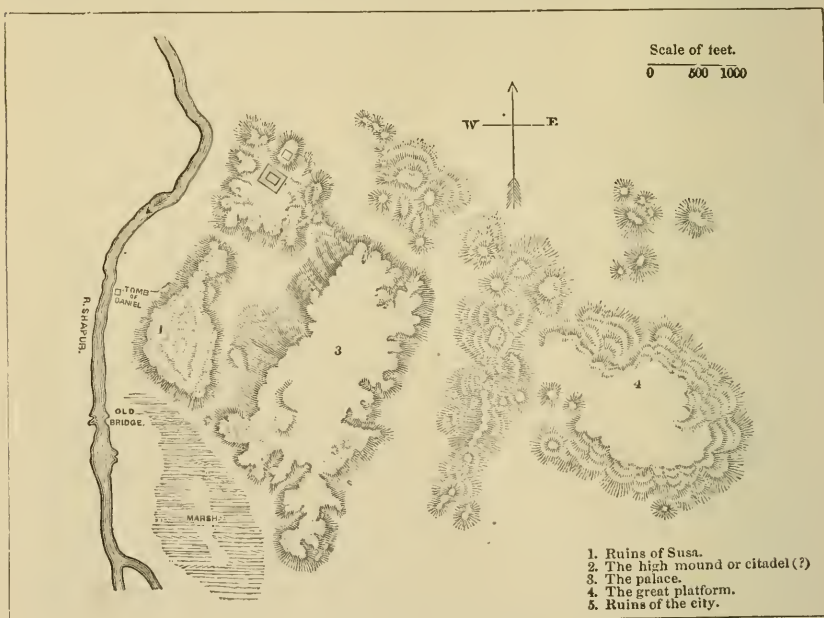 Scale of feet.
0 500 1000
W E.
TOMB
OF
DANIEL
R. SHAPUR.
1
3
4
OLD
BRIDGE.
MARSH.
1. Ruins of Susa.
2. The high mound or citadel (?)
3. The palace.
4. The great platform.
5. Ruins of the city.